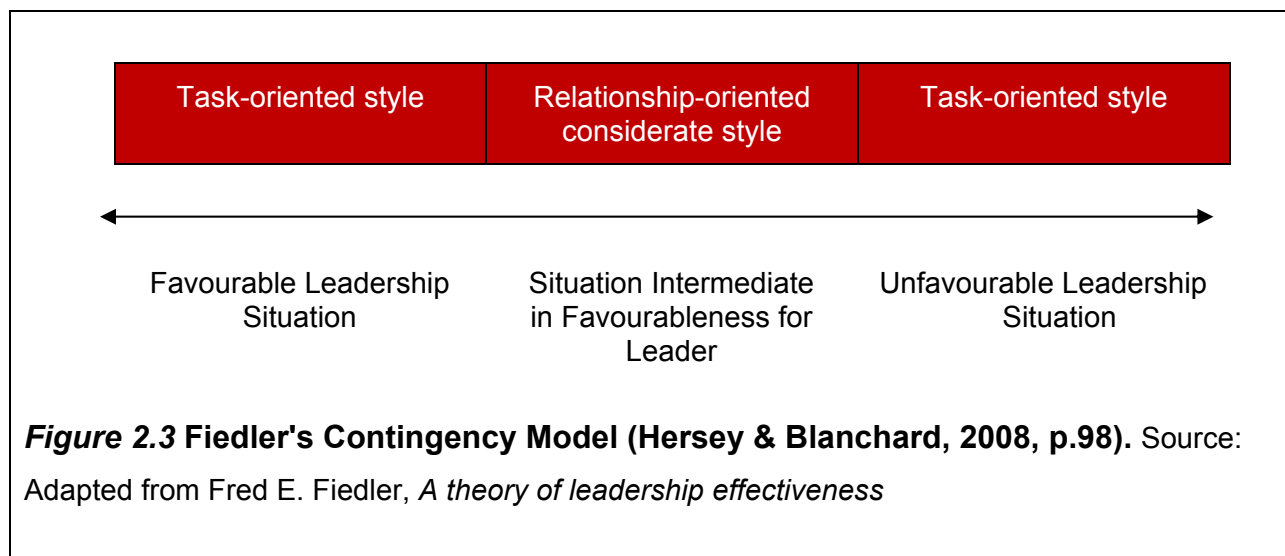 Task-oriented style
Relationship-oriented
considerate style
Task-oriented style
Favourable Leadership
Situation
Situation Intermediate
in Favourableness for
Leader
Unfavourable Leadership
Situation
Figure 2.3 Fiedler's Contingency Model (Hersey & Blanchard, 2008, p.98). Source:
Adapted from Fred E. Fiedler, A theory of leadership effectiveness